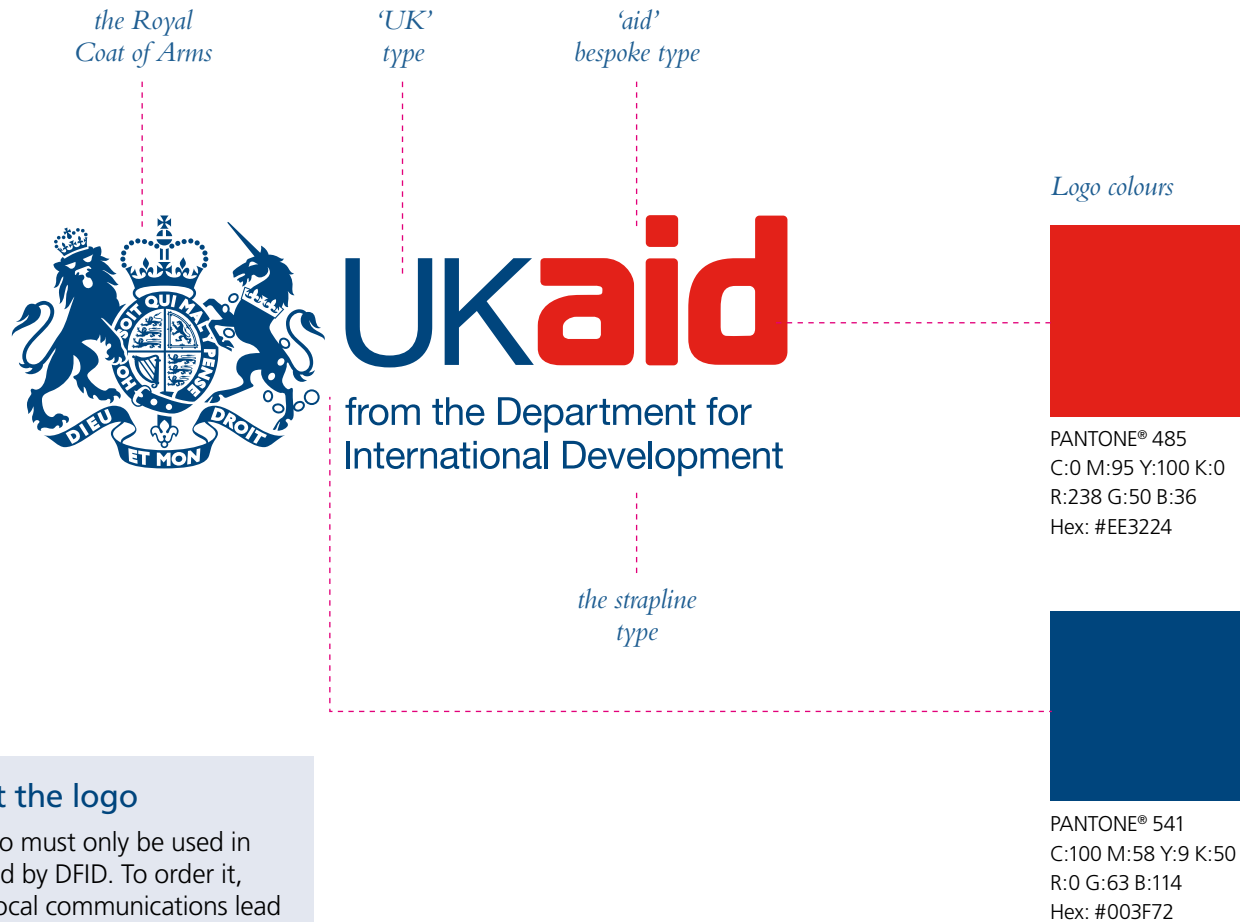 the Royal
Coat of Arms
‘UK’
type
‘aid’
bespoke type
Logo colours
SOIT QUI MAL
PENSE
HO
DIEU
ET MON
DROIT
UKaid
from the Department for
International Development
PANTONE® 485
C:0 M:95 Y:100 K:0
R:238 G:50 B:36
Hex: #EE3224
the strapline
type
PANTONE® 541
C:100 M:58 Y:9 K:50
R:0 G:63 B:114
Hex: #003F72
t the logo
o must only be used in
d by DFID. To order it,
ocal communications lead